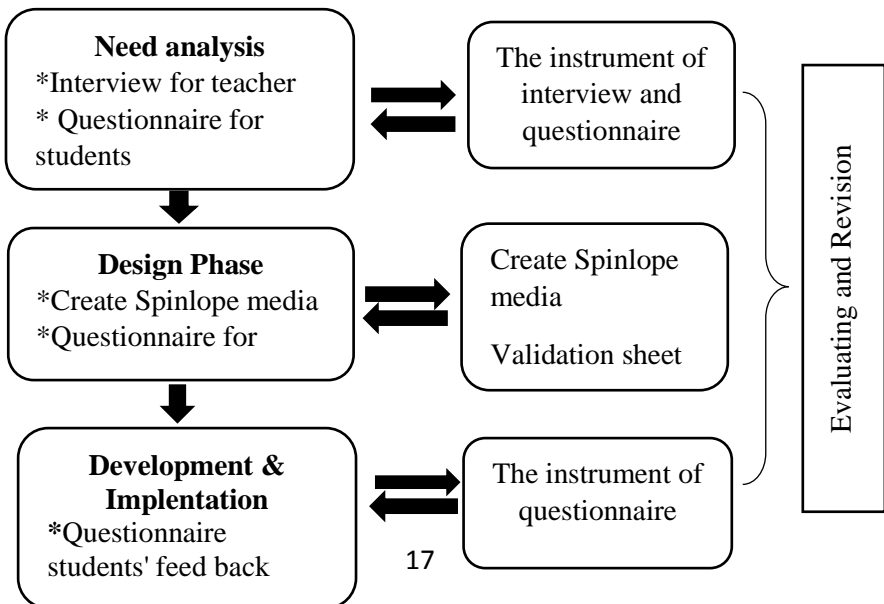 Need analysis
*Interview for teacher
* Questionnaire for
students
The instrument of
interview and
questionnaire
Design Phase
*Create Spinlope media
*Questionnaire for
Create Spinlope
media
Validation sheet
Development &
Implentation
*Questionnaire
students' feed back
The instrument of
questionnaire
Evaluating and Revision
17